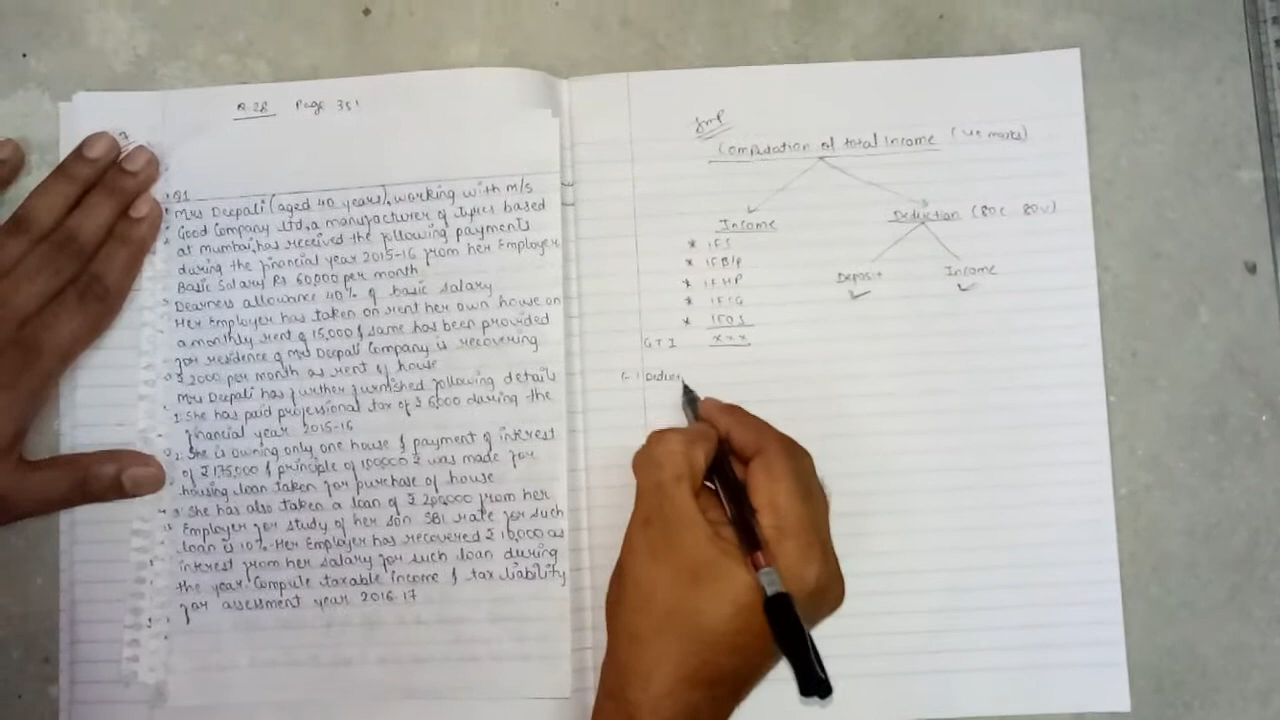 Q.28 Page 351
Q1
Mrs Deepali (aged 40 years), working with m/s
Good Company Ltd, a manufacturer of Tyres based
at mumbai, has received the following payments
during the financial year 2015-16 from her Employer
Basic Salary Rs 60,000 per month
Dearness allowance 40% of basic salary
Her Employer has taken on rent her own house on
a monthly rent of 15,000 & same has been provided
for residence of Mrs Deepali Company is recovering
₹ 2000 per month as rent of house
Mrs Deepali has further furnished following details
1. She has paid professional tax of ₹ 6000 during the
financial year 2015-16
2. She is owning only one house & payment of interest
of ₹ 175,000 & principle of 100000 ₹ was made for
housing loan taken for purchase of house
3. She has also taken a loan of ₹ 200000 from her
Employer for study of her son SBI rate for such
loan is 10%. Her Employer has recovered ₹ 10,000 as
interest from her salary for such loan during
the year. Compute taxable income & tax liability
for assessment year 2016-17
Imp
Computation of total Income ( marks)
Income
Deduction (80C 80U)
* IFS
* IFB/P
* IFHP
* IFCG
* IFOS
Deposit
Income
GTI xxx
(-) Deduct